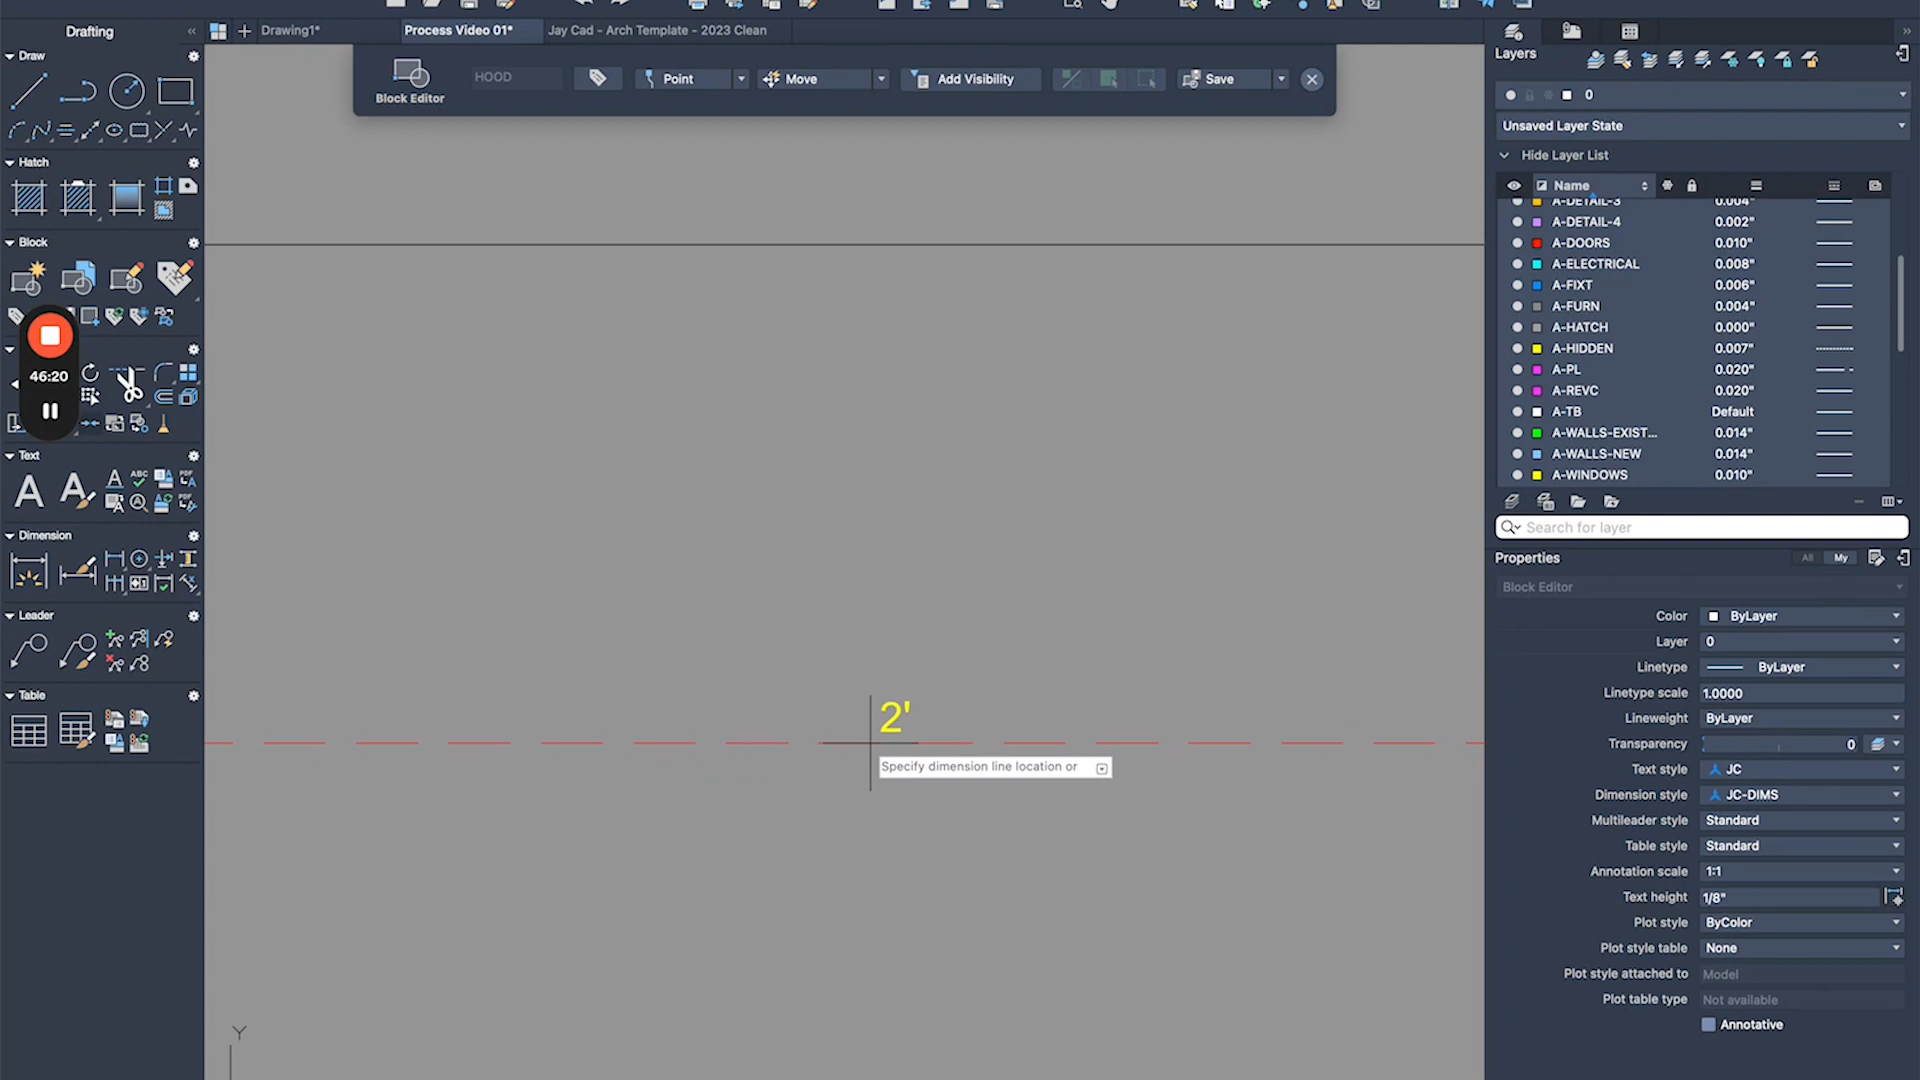 Drafting
Drawing1*
Process Video 01*
Jay Cad - Arch Template - 2023 Clean
Draw
Hatch
Block
46:20
Text
Dimension
Leader
Table
Block Editor
HOOD
Point
Move
Add Visibility
Save
2'
Specify dimension line location or
Y
Layers
0
Unsaved Layer State
Hide Layer List
Name
A-DETAIL-3 0.004"
A-DETAIL-4 0.002"
A-DOORS 0.010"
A-ELECTRICAL 0.008"
A-FIXT 0.006"
A-FURN 0.004"
A-HATCH 0.000"
A-HIDDEN 0.007"
A-PL 0.020"
A-REVC 0.020"
A-TB Default
A-WALLS-EXIST... 0.014"
A-WALLS-NEW 0.014"
A-WINDOWS 0.010"
Search for layer
Properties All My
Block Editor
Color ByLayer
Layer 0
Linetype ByLayer
Linetype scale 1.0000
Lineweight ByLayer
Transparency 0
Text style JC
Dimension style JC-DIMS
Multileader style Standard
Table style Standard
Annotation scale 1:1
Text height 1/8"
Plot style ByColor
Plot style table None
Plot style attached to Model
Plot table type Not available
Annotative